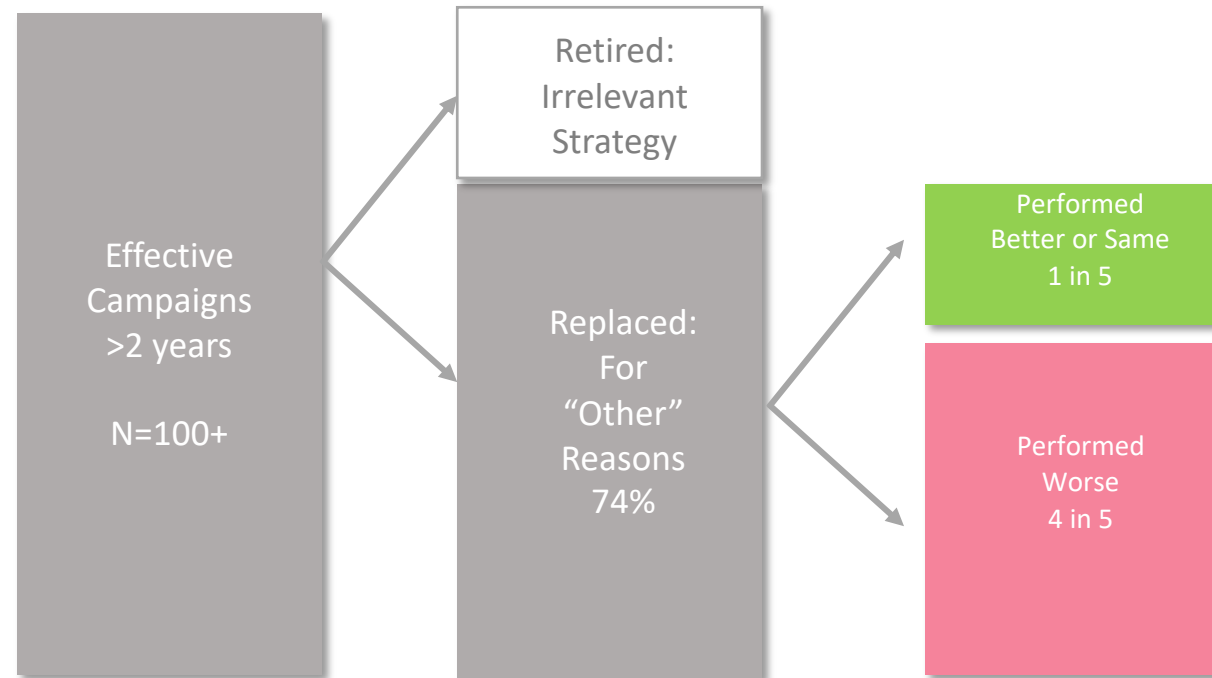 Effective
Campaigns
>2 years
N=100+
Retired:
Irrelevant
Strategy
Replaced:
For
“Other”
Reasons
74%
Performed
Better or Same
1 in 5
Performed
Worse
4 in 5